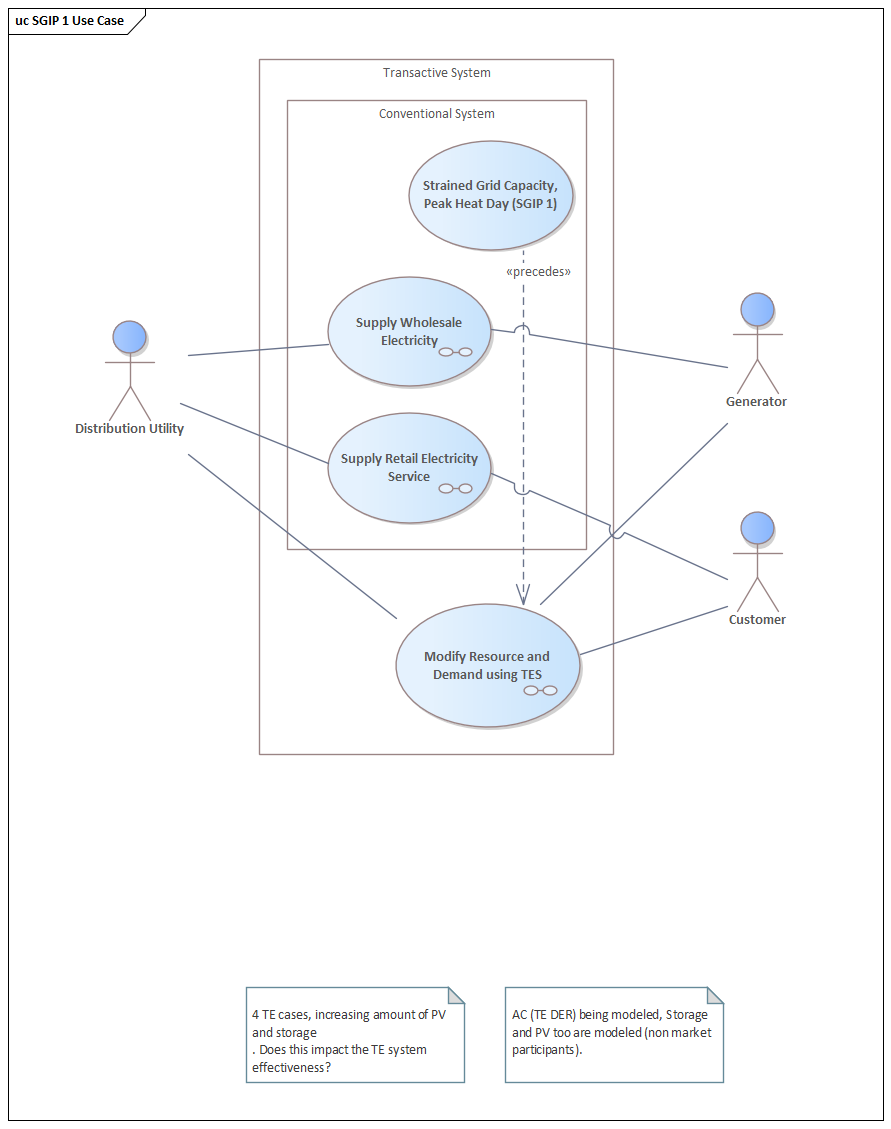 uc SGIP 1 Use Case
Transactive System
Conventional System
Strained Grid Capacity,
Peak Heat Day (SGIP 1)
«precedes»
Supply Wholesale
Electricity
Generator
Distribution Utility
Supply Retail Electricity
Service
Customer
Modify Resource and
Demand using TES
4 TE cases, increasing amount of PV
and storage
. Does this impact the TE system
effectiveness?
AC (TE DER) being modeled, Storage
and PV too are modeled (non market
participants).